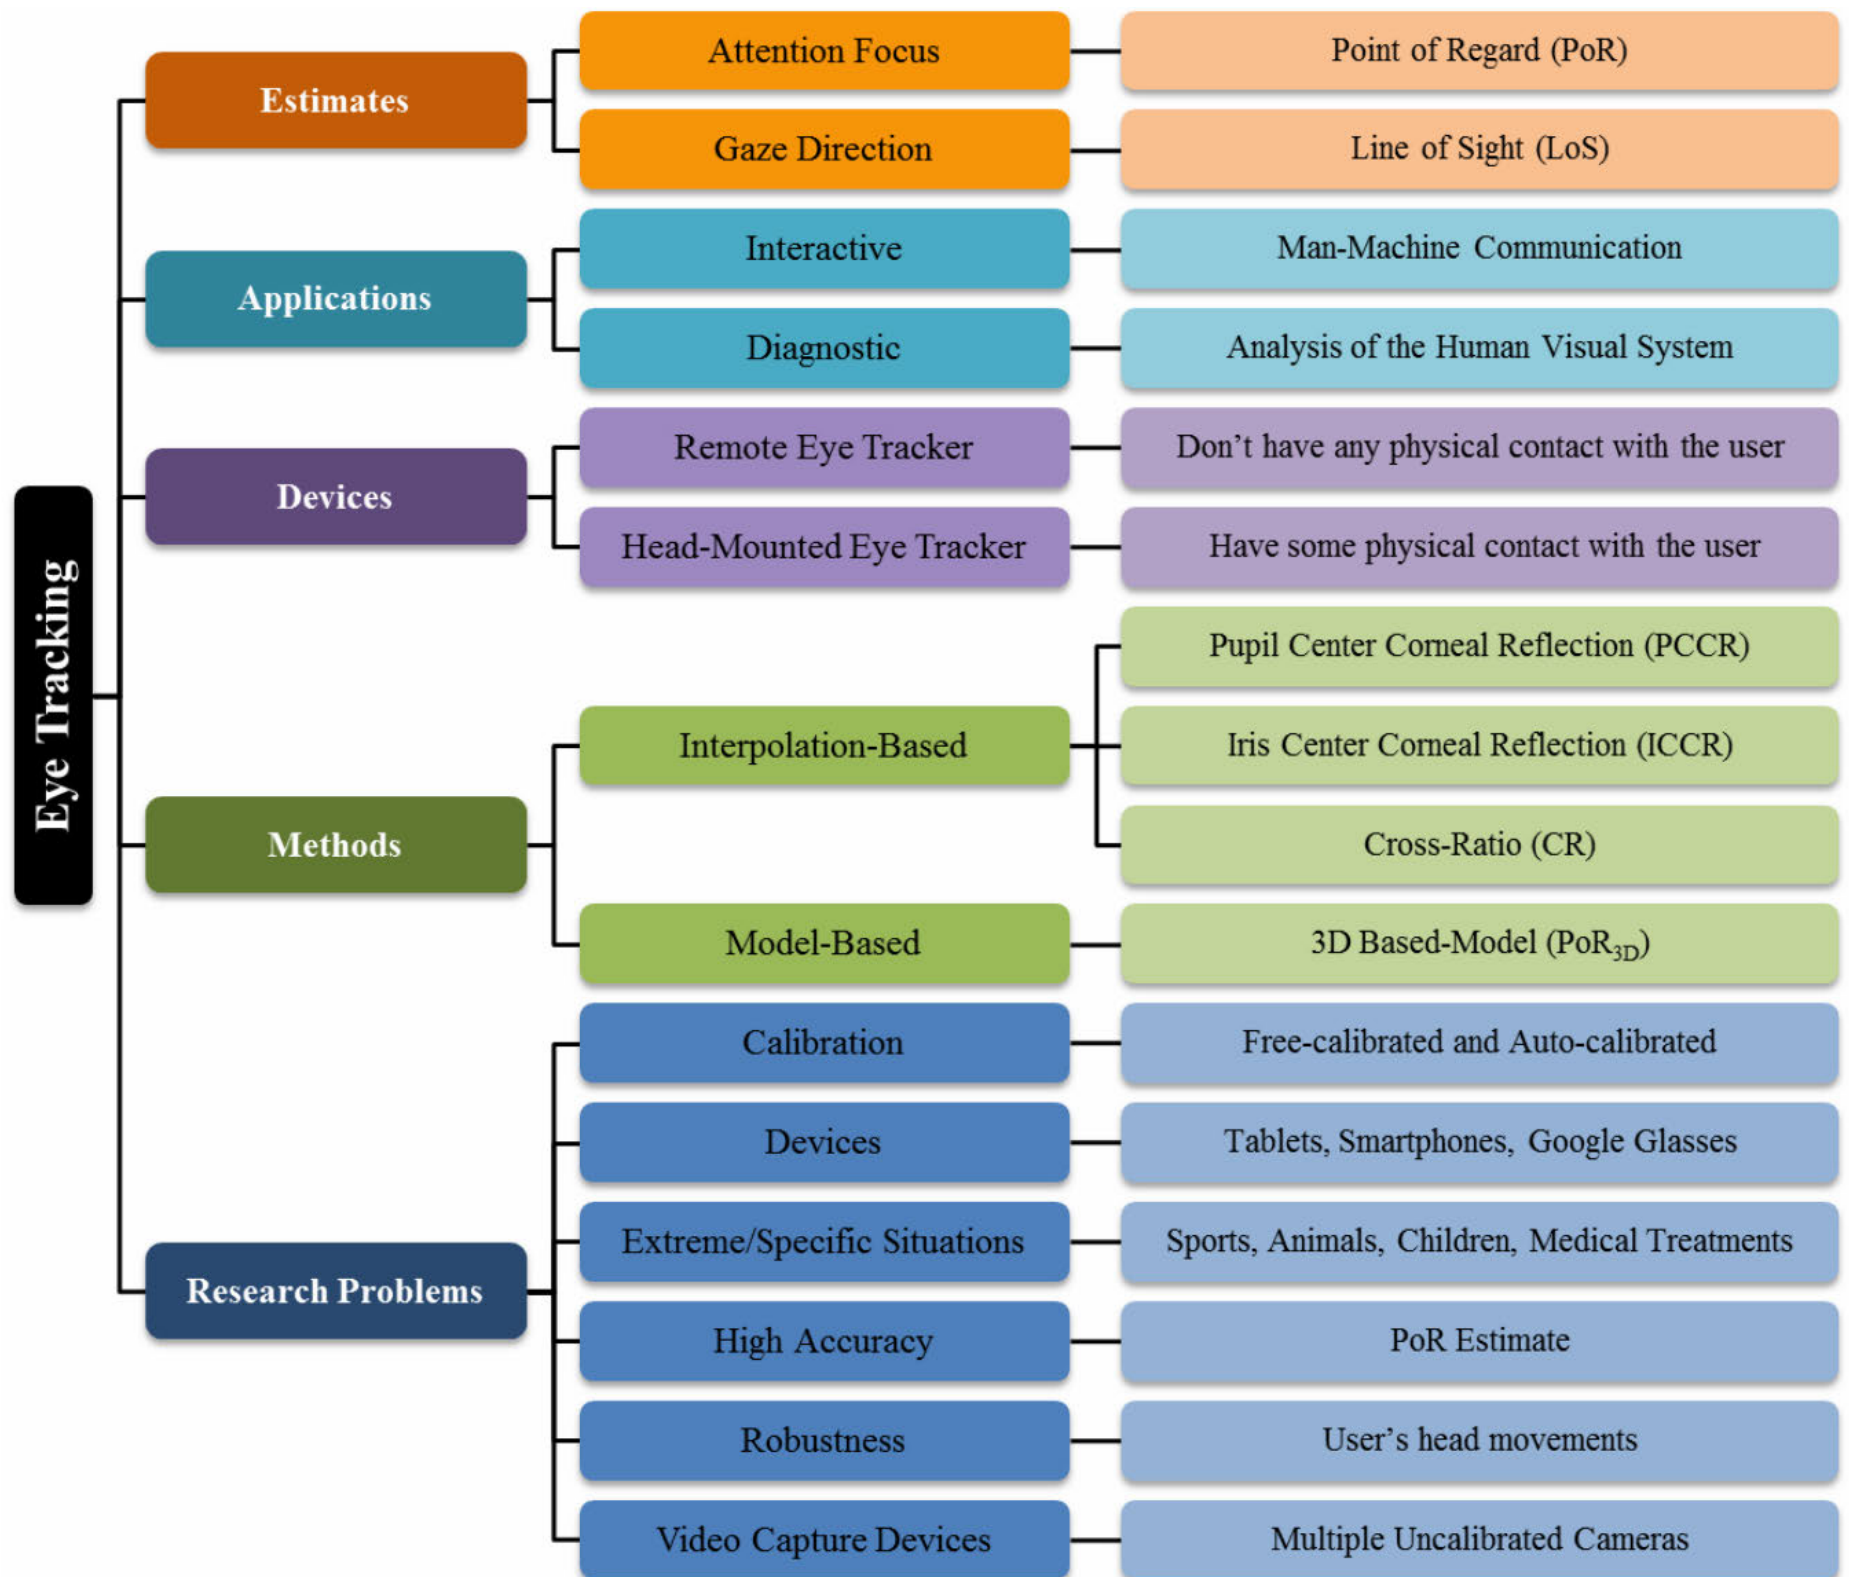 Eye Tracking
Estimates
Attention Focus
Point of Regard (PoR)
Gaze Direction
Line of Sight (LoS)
Applications
Interactive
Man-Machine Communication
Diagnostic
Analysis of the Human Visual System
Devices
Remote Eye Tracker
Don’t have any physical contact with the user
Head-Mounted Eye Tracker
Have some physical contact with the user
Methods
Interpolation-Based
Pupil Center Corneal Reflection (PCCR)
Iris Center Corneal Reflection (ICCR)
Cross-Ratio (CR)
Model-Based
3D Based-Model (PoR3D)
Research Problems
Calibration
Free-calibrated and Auto-calibrated
Devices
Tablets, Smartphones, Google Glasses
Extreme/Specific Situations
Sports, Animals, Children, Medical Treatments
High Accuracy
PoR Estimate
Robustness
User’s head movements
Video Capture Devices
Multiple Uncalibrated Cameras